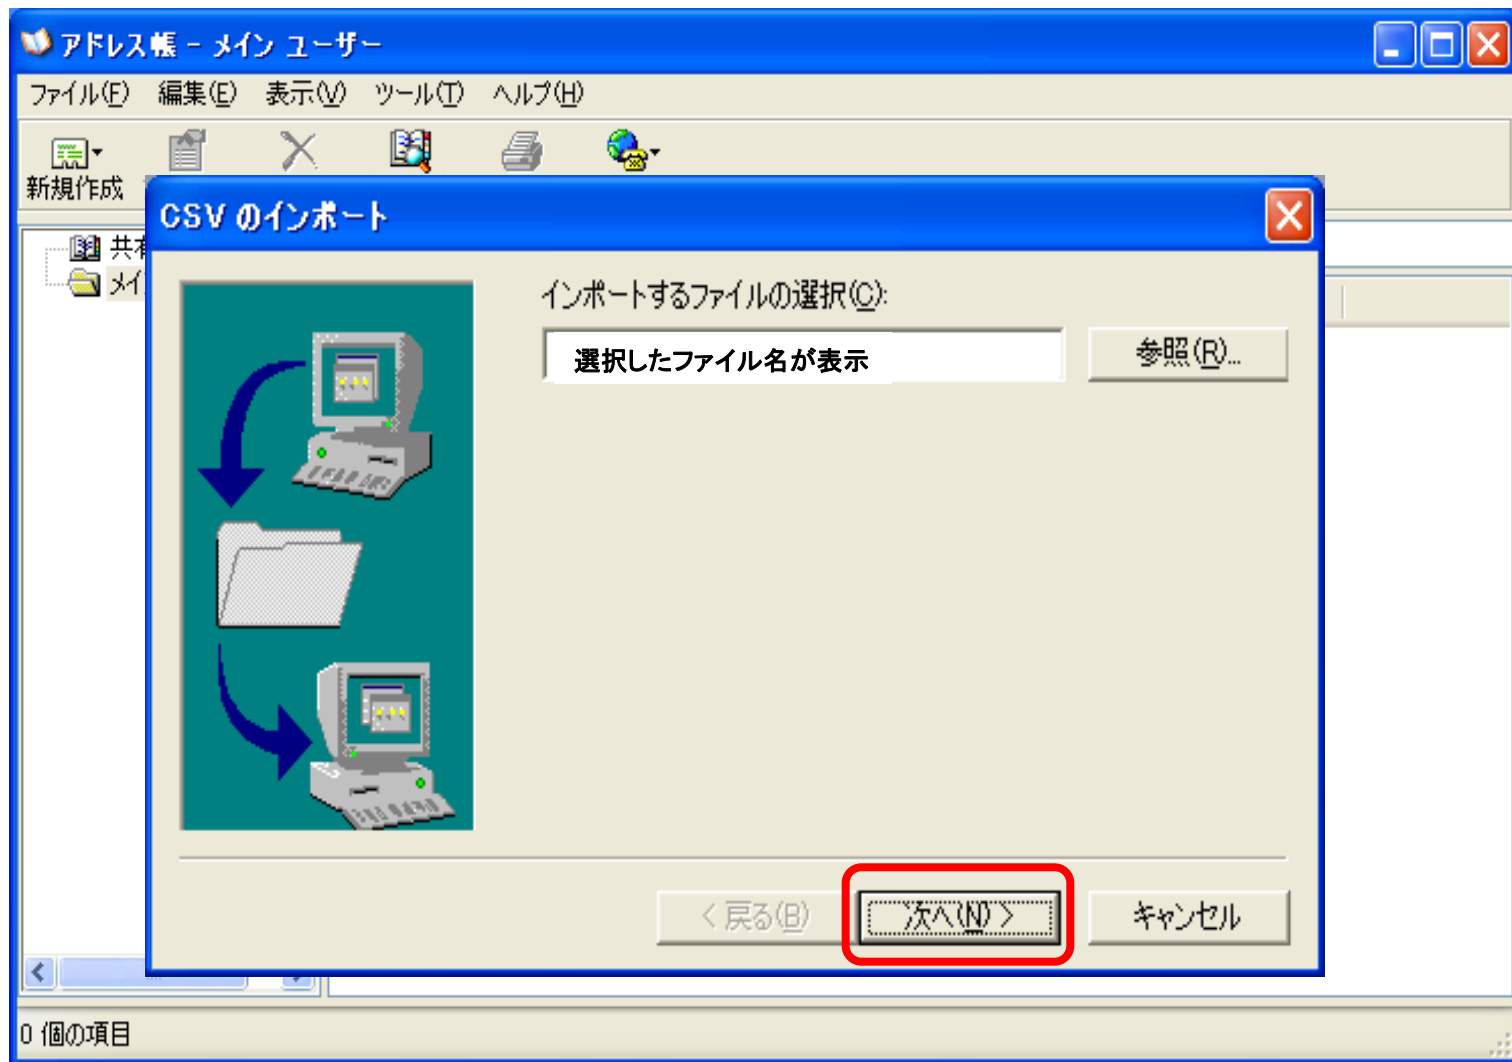 アドレス帳 - メイン ユーザー
ファイル(F) 編集(E) 表示(V) ツール(T) ヘルプ(H)
新規作成
CSV のインポート
共有
メイ
インポートするファイルの選択(C):
選択したファイル名が表示
参照(R)...
< 戻る(B)
次へ(N) >
キャンセル
0 個の項目